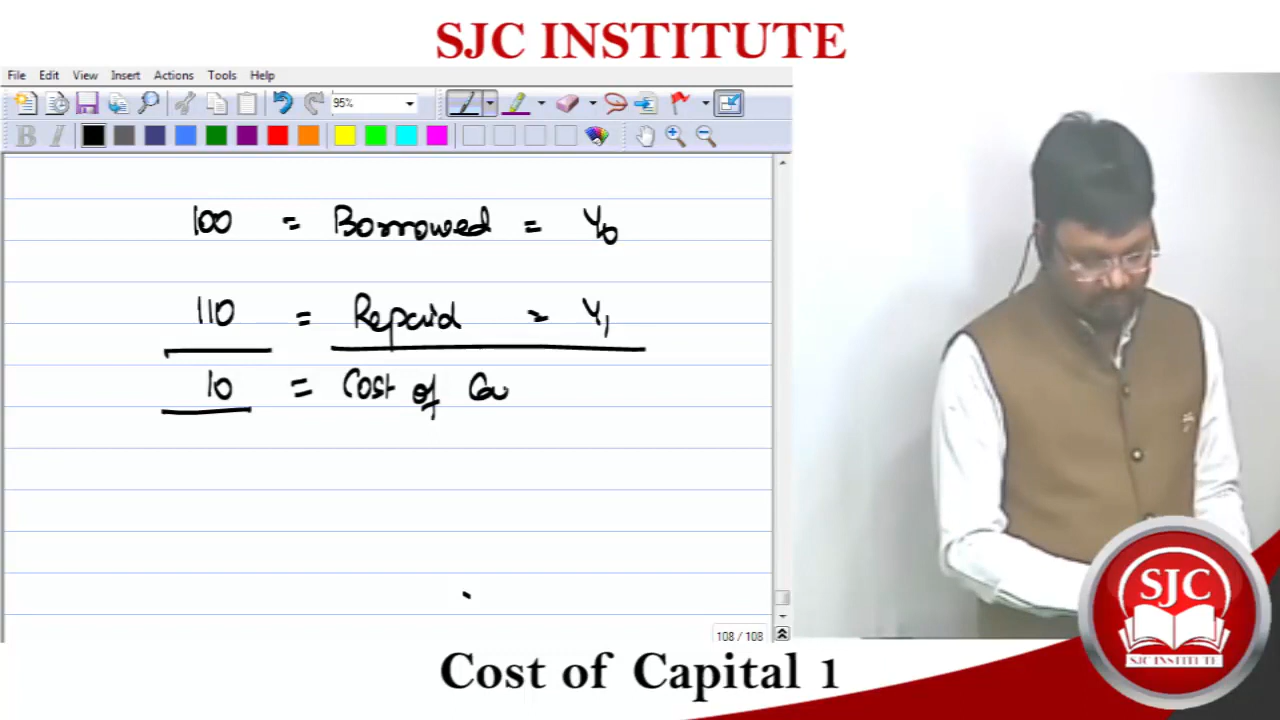 SJC INSTITUTE
File Edit View Insert Actions Tools Help
95%
B I
100 = Borrowed = Y0
110 = Repaid = Y1
10 = Cost of Ca
108 / 108
SJC
SJC INSTITUTE
Cost of Capital 1